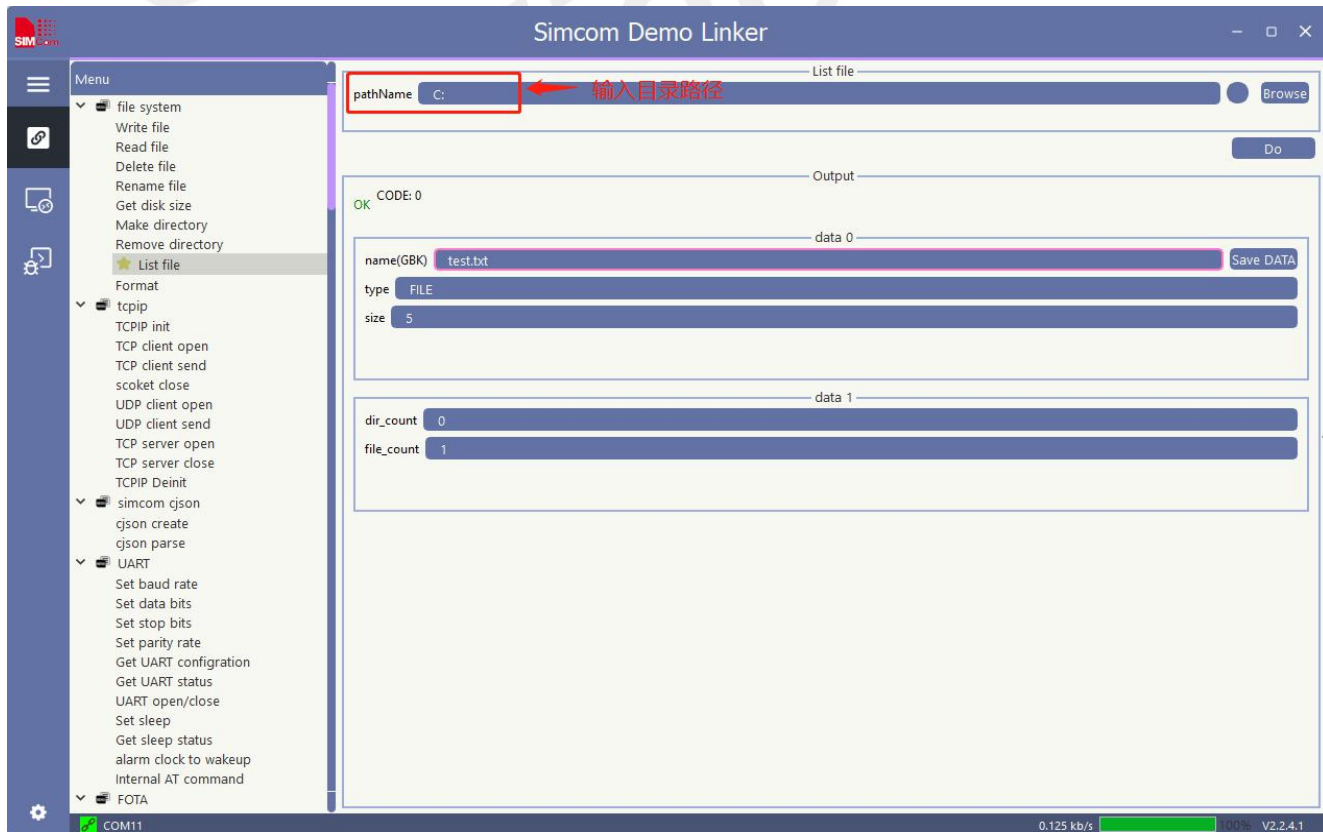 SIMCom
Simcom Demo Linker
Menu
file system
Write file
Read file
Delete file
Rename file
Get disk size
Make directory
Remove directory
List file
Format
tcpip
TCPIP init
TCP client open
TCP client send
scoket close
UDP client open
UDP client send
TCP server open
TCP server close
TCPIP Deinit
simcom cjson
cjson create
cjson parse
UART
Set baud rate
Set data bits
Set stop bits
Set parity rate
Get UART configration
Get UART status
UART open/close
Set sleep
Get sleep status
alarm clock to wakeup
Internal AT command
FOTA
List file
pathName C: 输入目录路径 Browse
Do
Output
OK CODE: 0
data 0
name(GBK) test.txt Save DATA
type FILE
size 5
data 1
dir_count 0
file_count 1
COM11 0.125 kb/s 100% V2.2.4.1